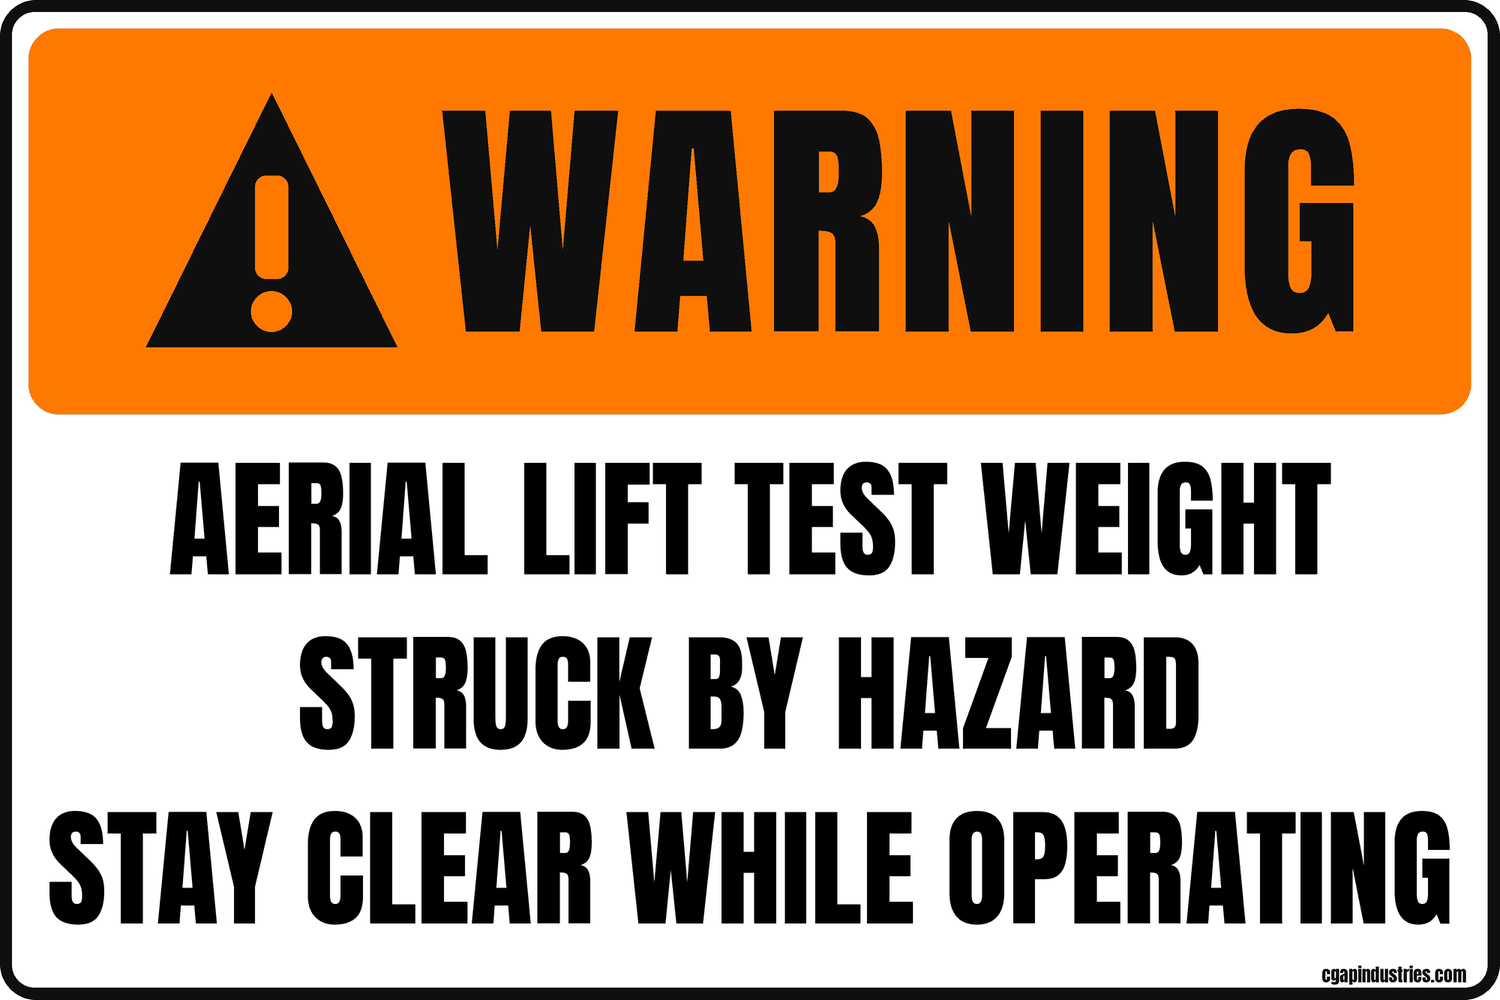 WARNING
AERIAL LIFT TEST WEIGHT
STRUCK BY HAZARD
STAY CLEAR WHILE OPERATING
cgapindustries.com